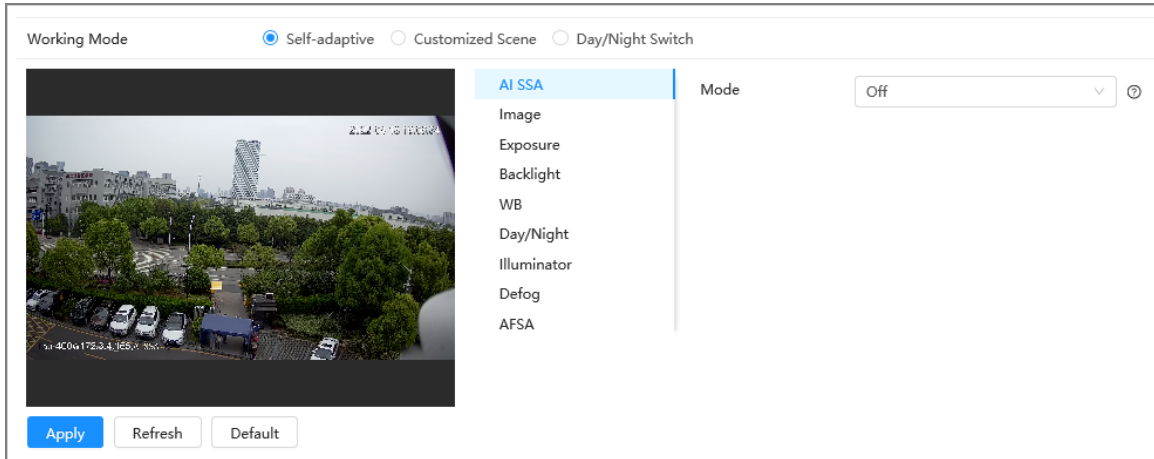 Working Mode
Self-adaptive Customized Scene Day/Night Switch
AI SSA
Mode
Off
Image
Exposure
Backlight
WB
Day/Night
Illuminator
Defog
AFSA
Apply Refresh Default